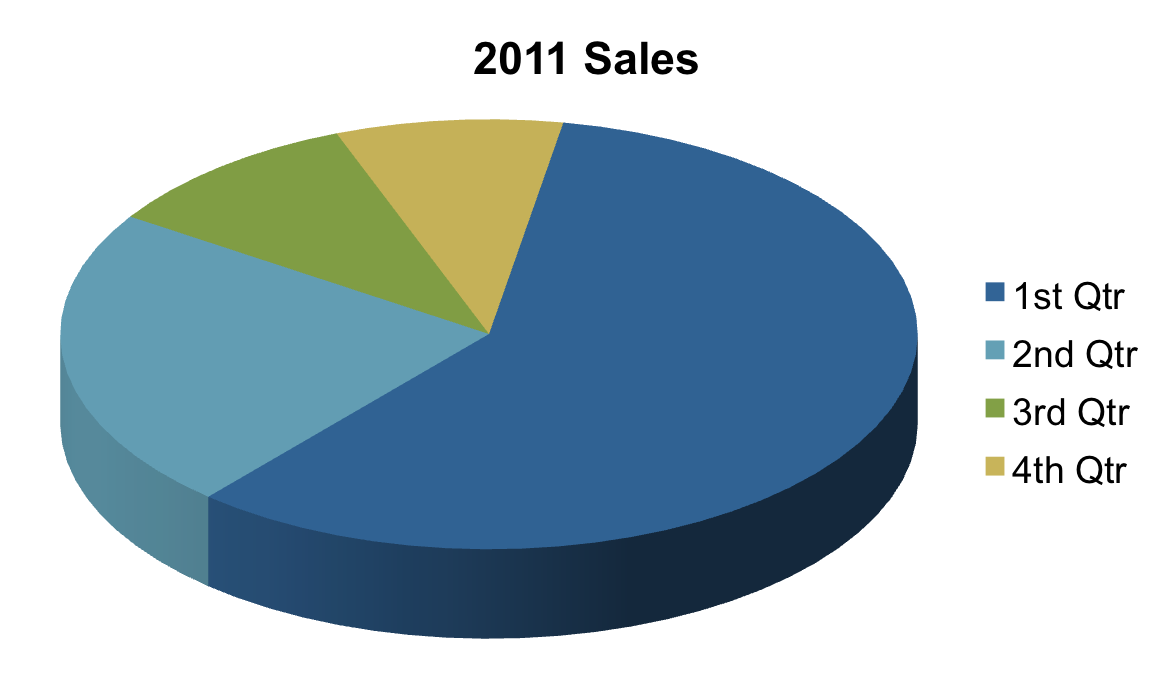 2011 Sales
1st Qtr
2nd Qtr
3rd Qtr
4th Qtr